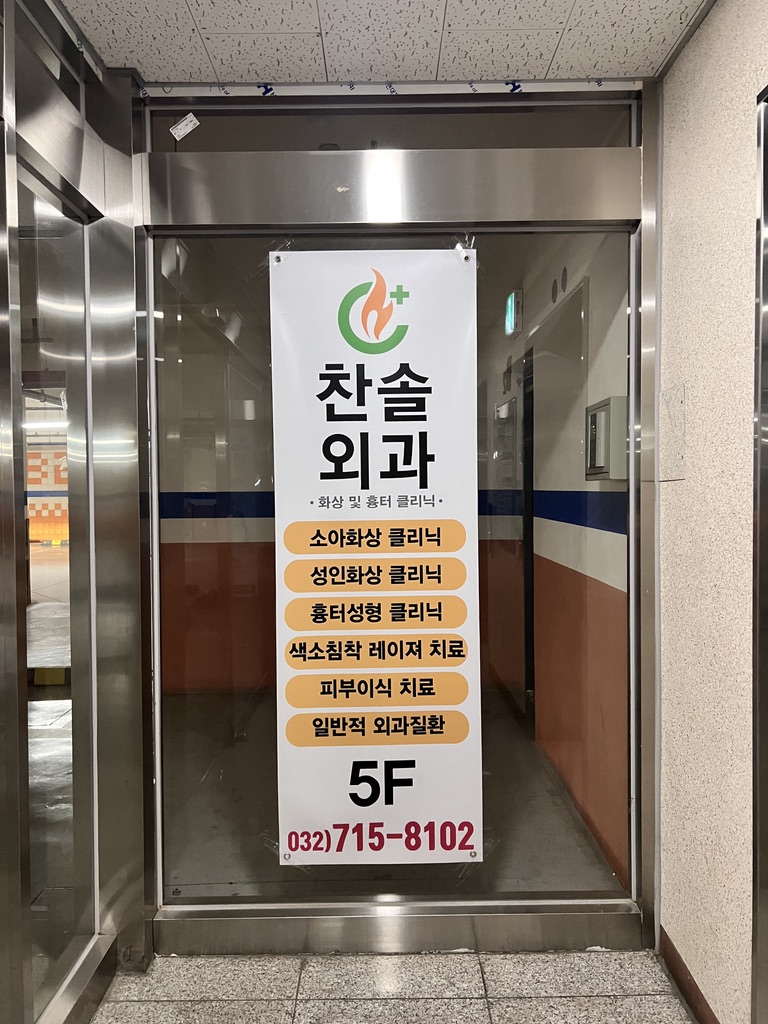 찬솔
외과
• 화상 및 흉터 클리닉 •
소아화상 클리닉
성인화상 클리닉
흉터성형 클리닉
색소침착 레이져 치료
피부이식 치료
일반적 외과질환
5F
032)715-8102